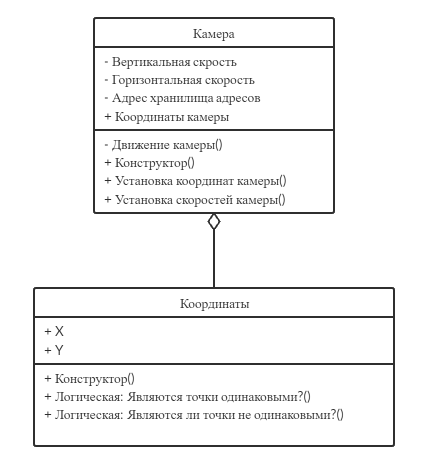 Камера
- Вертикальная скрость
- Горизонтальная скорость
- Адрес хранилища адресов
+ Координаты камеры
- Движение камеры()
+ Конструктор()
+ Установка координат камеры()
+ Установка скоростей камеры()
Координаты
+ X
+ Y
+ Конструктор()
+ Логическая: Являются точки одинаковыми?()
+ Логическая: Являются ли точки не одинаковыми?()